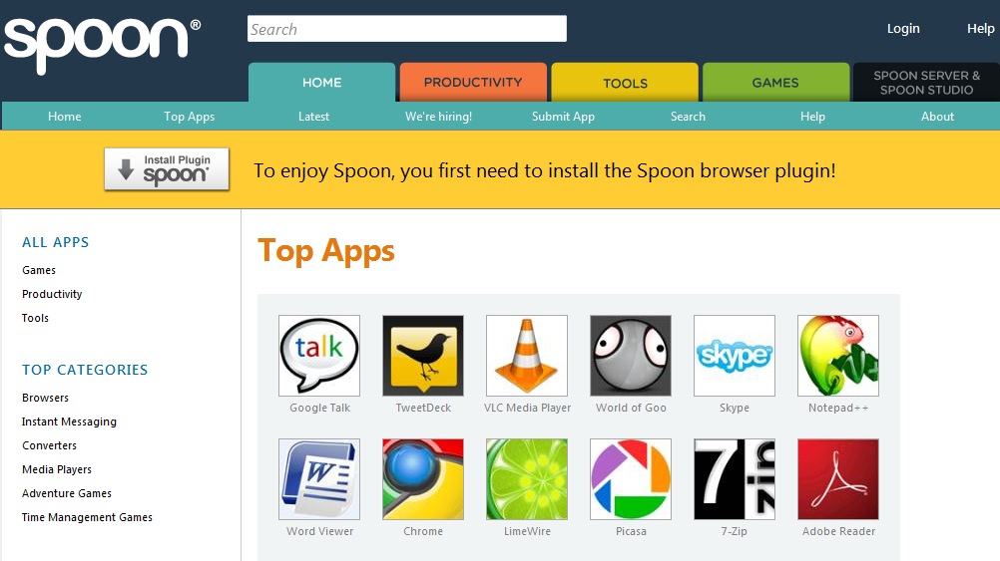 spoon®
Search
Login
Help
HOME
PRODUCTIVITY
TOOLS
GAMES
SPOON SERVER &
SPOON STUDIO
Home
Top Apps
Latest
We're hiring!
Submit App
Search
Help
About
Install Plugin
spoon®
To enjoy Spoon, you first need to install the Spoon browser plugin!
ALL APPS
Games
Productivity
Tools
TOP CATEGORIES
Browsers
Instant Messaging
Converters
Media Players
Adventure Games
Time Management Games
Top Apps
talk
skype
Google Talk
TweetDeck
VLC Media Player
World of Goo
Skype
Notepad++
W
7zip
Word Viewer
Chrome
LimeWire
Picasa
7-Zip
Adobe Reader